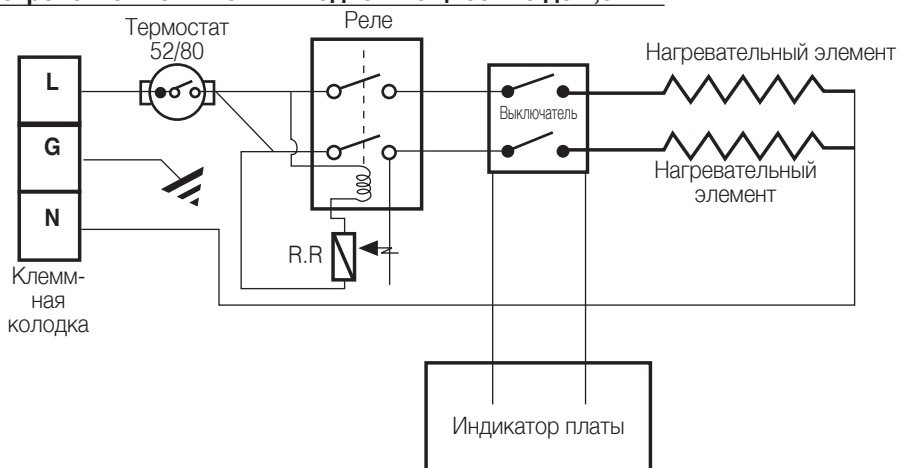 Реле
Термостат
52/80
Нагревательный элемент
L
Выключатель
G
Нагревательный
элемент
N
R.R
Клемм-
ная
колодка
Индикатор платы